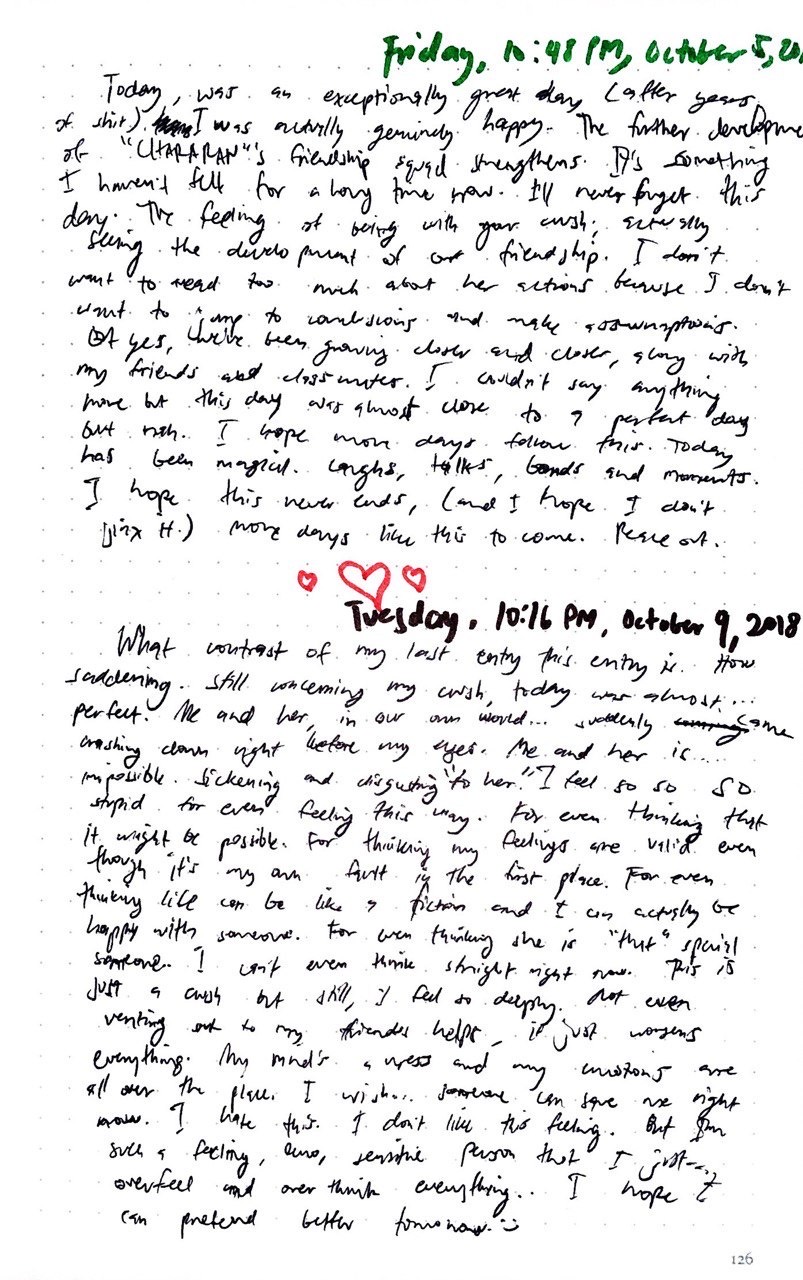 Friday, 10:48 PM, October 5, 20
Today, was an exceptionally great day (after years
of shit). I was actually genuinely happy. The further developme
of "CHARARAN"'s friendship squad strengthens. It's something
I haven't felt for a long time now. I'll never forget this
day. The feeling of being with your crush, actually
seeing the development of our friendship. I don't
want to read too much about her actions because I don't
want to jump to conclusions and make assumptions.
But yes, we've been growing closer and closer, along with
my friends and classmates. I couldn't say anything
more but this day was almost close to a perfect day
but nah. I hope more days follow this. Today
has been magical. Laughs, talks, bonds and moments.
I hope this never ends, (and I hope I don't
jinx it.) more days like this to come. Peace out.
Tuesday, 10:16 PM, October 9, 2018
What contrast of my last entry this entry is. How
saddening. Still concerning my crush, today was almost...
perfect. Me and her, in our own world... suddenly came
crashing down right before my eyes. Me and her is....
impossible. Sickening and disgusting "to her." I feel so so SO
stupid for even feeling this way. For even thinking that
it might be possible. For thinking my feelings are valid even
though it's my own fault in the first place. For even
thinking life can be like a fiction and I can actually be
happy with someone. For even thinking she is "that" special
someone. I can't even think straight right now. This is
just a crush but still, I feel so deeply. Not even
venting out to my friends helps, it just worsens
everything. My mind's a mess and my emotions are
all over the place. I wish... someone can save me right
now. I hate this. I don't like this feeling. But I'm
such a feeling, emo, sensitive person that I just---
overfeel and overthink everything.. I hope I
can pretend better tomorrow. :)
126